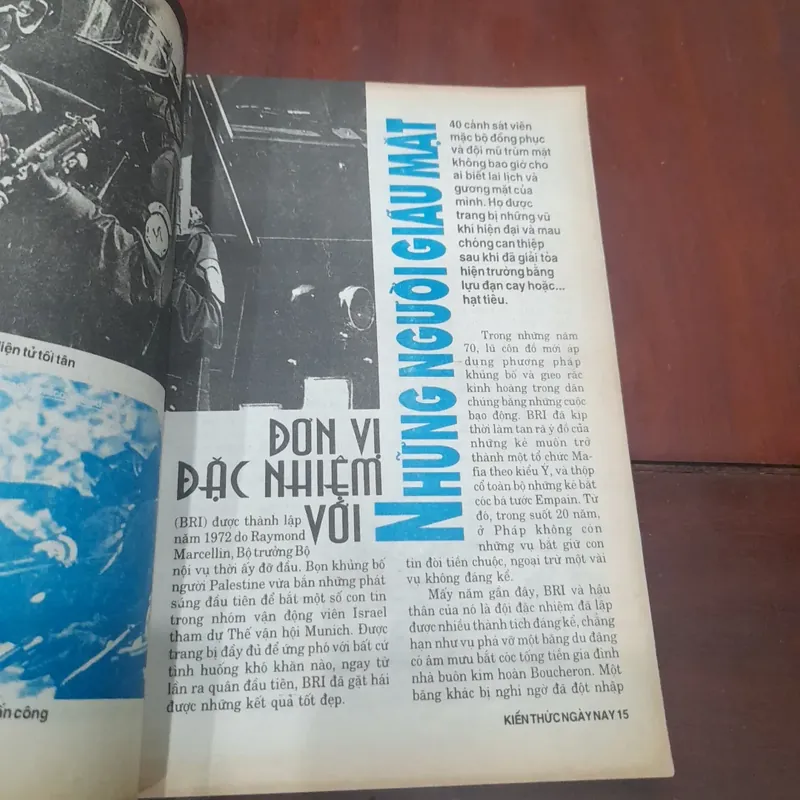 iện tử tối tân
ấn công
ĐƠN VỊ
ĐẶC NHIỆM
VỚI
NHỮNG NGƯỜI GIẤU MẶT
40 cảnh sát viên
mặc bộ đồng phục
và đội mũ trùm mát
không bao giờ cho
ai biết lai lịch và
gương mặt của
mình. Họ được
trang bị những vũ
khí hiện đại và mau
chóng can thiệp
sau khi đã giải tỏa
hiện trường bằng
lựu đạn cay hoặc...
hạt tiêu.
(BRI) được thành lập
năm 1972 do Raymond
Marcellin, Bộ trưởng Bộ
nội vụ thời ấy đỡ đầu. Bọn khủng bố
người Palestine vừa bắn những phát
súng đầu tiên để bắt một số con tin
trong nhóm vận động viên Israel
tham dự Thế vận hội Munich. Được
trang bị đầy đủ để ứng phó với bất cứ
tình huống khó khăn nào, ngay từ
lần ra quân đầu tiên, BRI đã gặt hái
được những kết quả tốt đẹp.
Trong những năm
70, lũ côn đồ mới áp
dụng phương pháp
khủng bố và gieo rắc
kinh hoàng trong dân
chúng bằng những cuộc
bạo động. BRI đã kịp
thời làm tan rã ý đồ của
những kẻ muốn trở
thành một tổ chức Ma-
fia theo kiểu Ý, và thộp
cổ toàn bộ những kẻ bắt
cóc bá tước Empain. Từ
đó, trong suốt 20 năm,
ở Pháp không còn
những vụ bắt giữ con
tin đòi tiền chuộc, ngoại trừ một vài
vụ không đáng kể.
Mấy năm gần đây, BRI và hậu
thân của nó là đội đặc nhiệm đã lập
được nhiều thành tích đáng kể, chẳng
hạn như vụ phá vỡ một băng du đãng
có âm mưu bắt cóc tống tiền gia đình
nhà buôn kim hoàn Boucheron. Một
băng khác bị nghi ngờ đã đột nhập
KIẾN THỨC NGÀY NAY 15